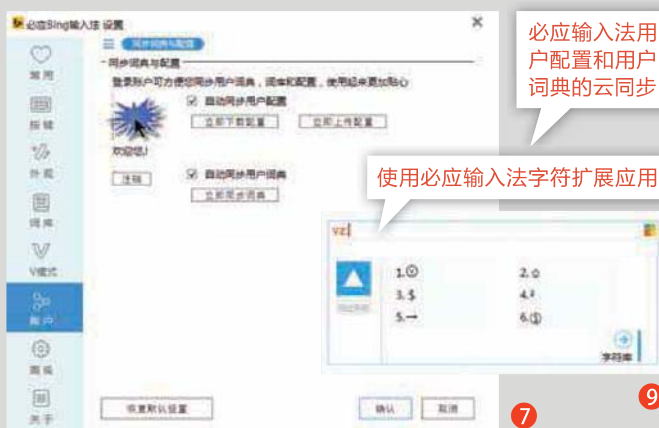 必应Bing输入法 设置
同步词典与配置
同步词典与配置
登录账户可方便您同步用户词典，词库和配置，使用起来更加贴心
自动同步用户配置
立即下载配置
立即上传配置
欢迎您！
注销
自动同步用户词典
立即同步词典
常用
按键
外观
词库
V模式
账户
高级
关于
恢复默认设置
确认
取消
必应输入法用
户配置和用户
词典的云同步
使用必应输入法字符扩展应用
vz
1.
2.
3. $
4.²
5.→
6.①
字符库
7
9